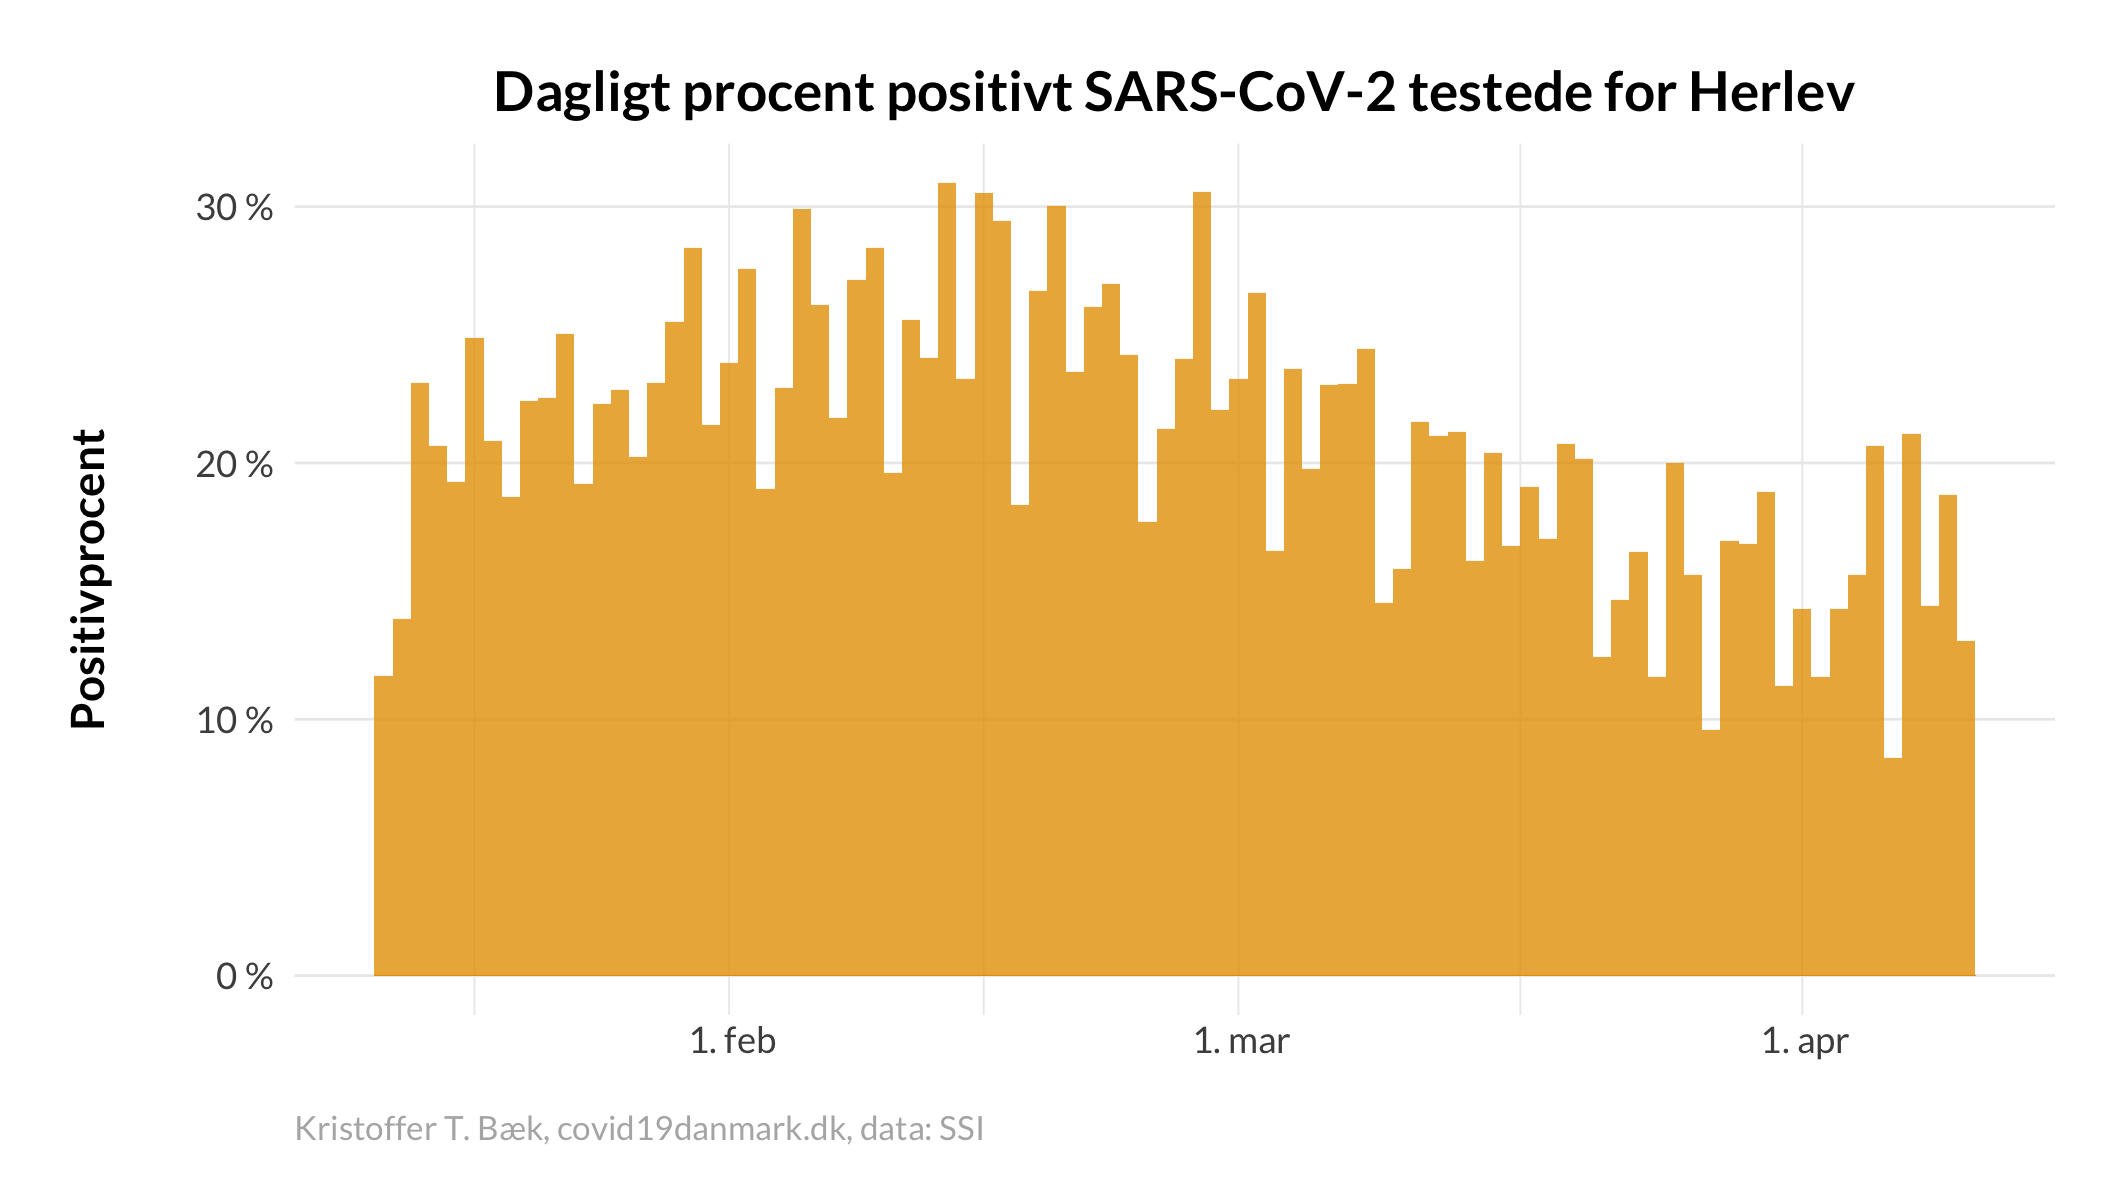 Dagligt procent positivt SARS-CoV-2 testede for Herlev
Positivprocent
30 %
20 %
10 %
0 %
1. feb
1. mar
1. apr
Kristoffer T. Bæk, covid19danmark.dk, data: SSI